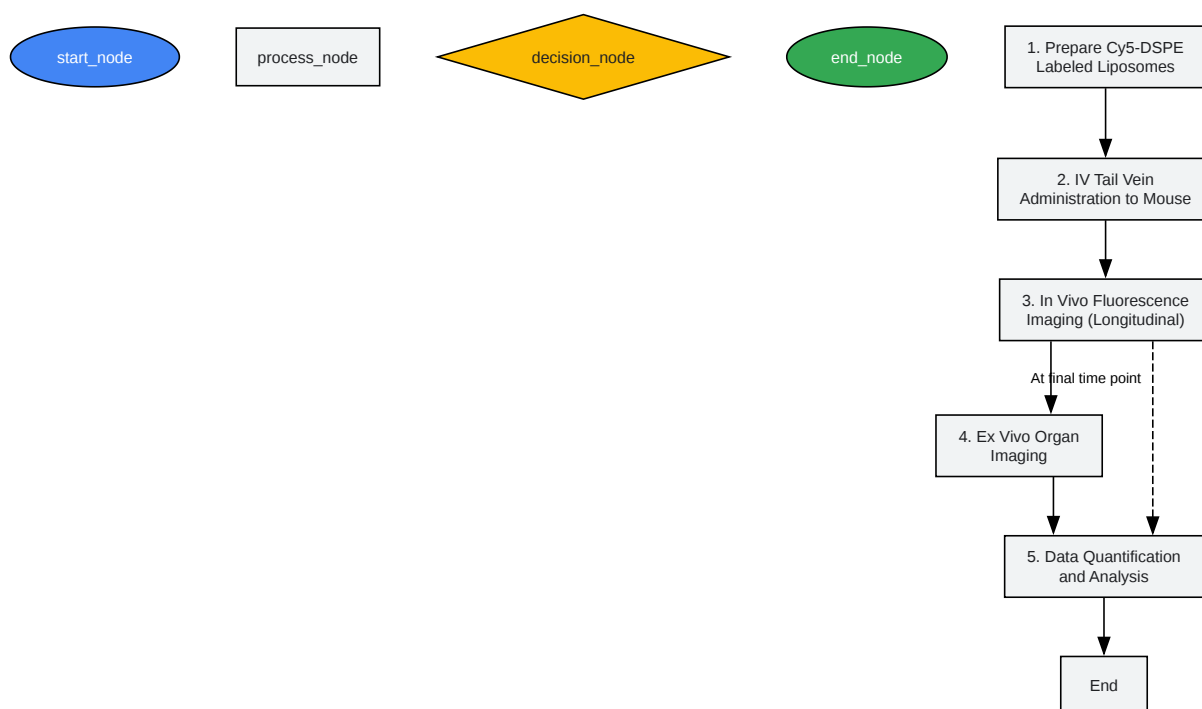 start_node
process_node
decision_node
end_node
1. Prepare Cy5-DSPE
Labeled Liposomes
2. IV Tail Vein
Administration to Mouse
3. In Vivo Fluorescence
Imaging (Longitudinal)
At final time point
4. Ex Vivo Organ
Imaging
5. Data Quantification
and Analysis
End